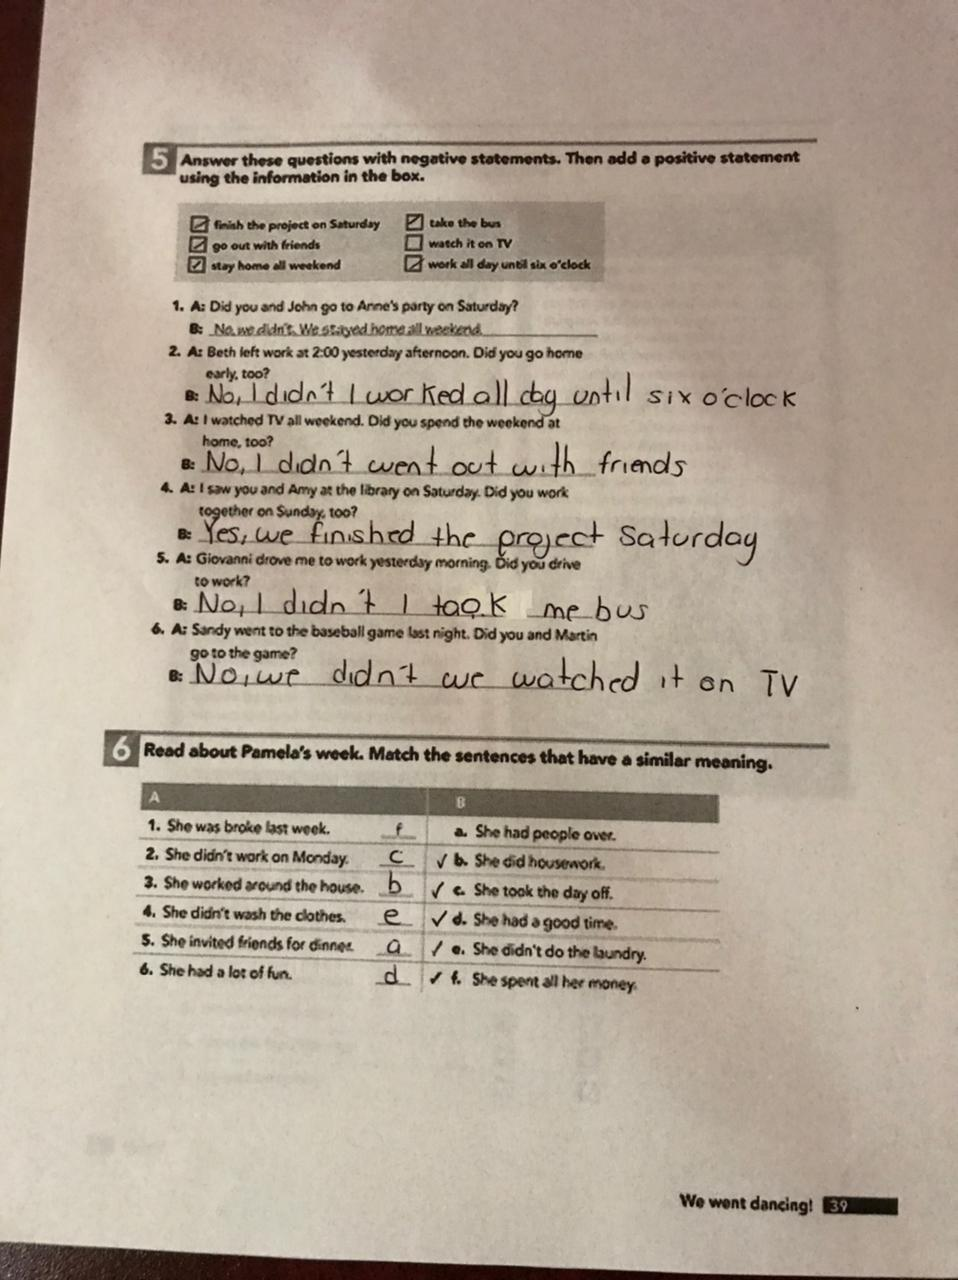 5 Answer these questions with negative statements. Then add a positive statement
using the information in the box.
finish the project on Saturday take the bus
go out with friends watch it on TV
stay home all weekend work all day until six o'clock
1. A: Did you and John go to Anne's party on Saturday?
B: No, we didn't. We stayed home all weekend.
2. A: Beth left work at 2:00 yesterday afternoon. Did you go home
early, too?
B: No, I didn't I worked all day until six o'clock
3. A: I watched TV all weekend. Did you spend the weekend at
home, too?
B: No, I didn't went out with friends
4. A: I saw you and Amy at the library on Saturday. Did you work
together on Sunday, too?
B: Yes, we finished the project Saturday
5. A: Giovanni drove me to work yesterday morning. Did you drive
to work?
B: No, I didn't I took me bus
6. A: Sandy went to the baseball game last night. Did you and Martin
go to the game?
B: No, we didn't we watched it on TV
6 Read about Pamela's week. Match the sentences that have a similar meaning.
A B
1. She was broke last week. f a. She had people over.
2. She didn't work on Monday. c ✓ b. She did housework.
3. She worked around the house. b ✓ c. She took the day off.
4. She didn't wash the clothes. e ✓ d. She had a good time.
5. She invited friends for dinner. a ✓ e. She didn't do the laundry.
6. She had a lot of fun. d ✓ f. She spent all her money.
We went dancing! 39